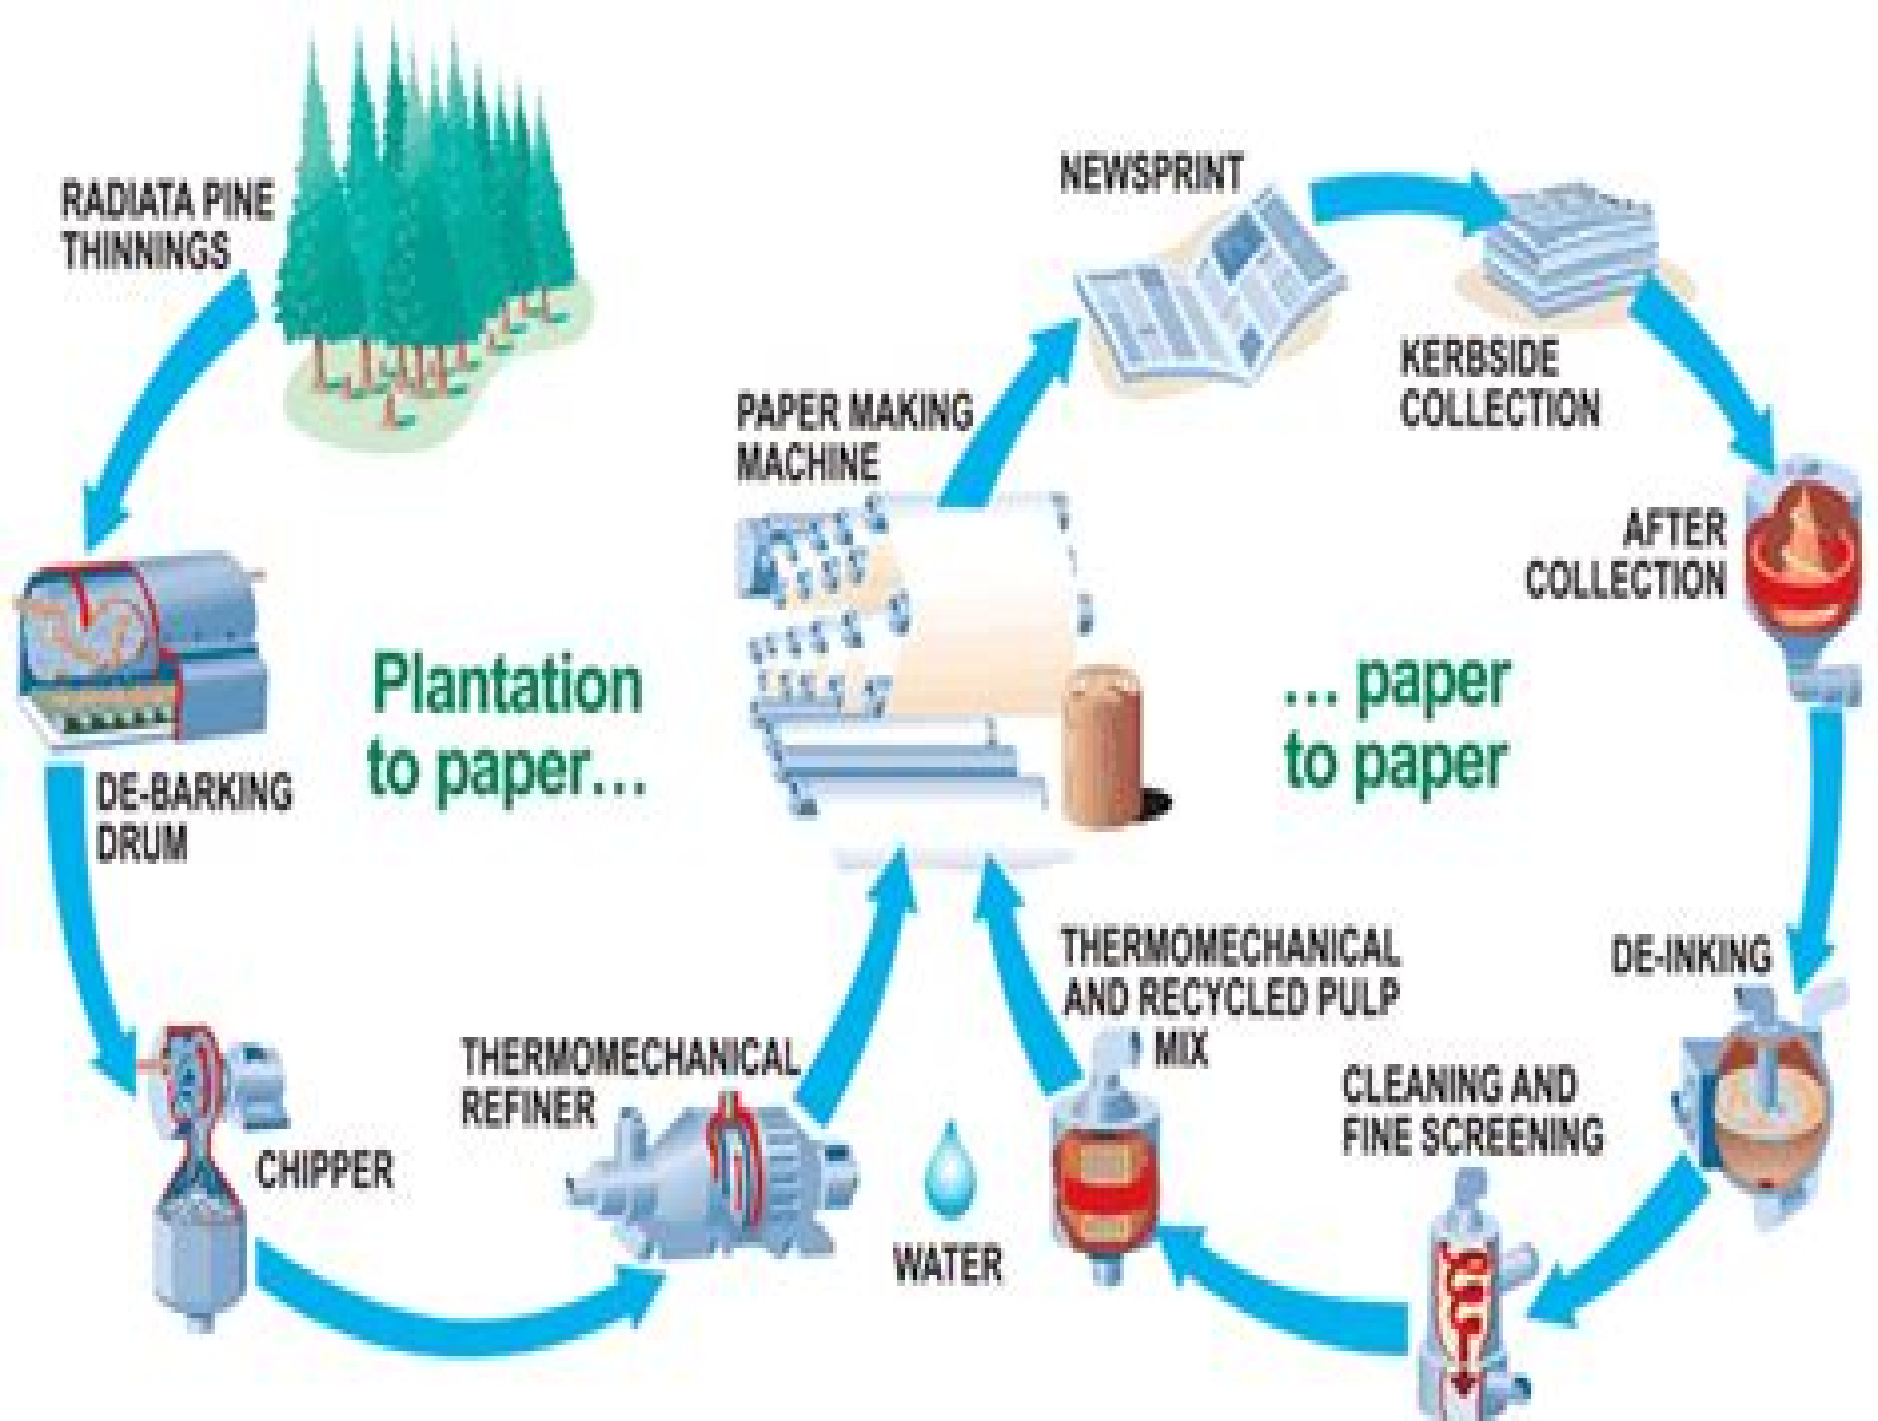 RADIATA PINE
THINNINGS
DE-BARKING
DRUM
CHIPPER
THERMOMECHANICAL
REFINER
Plantation
to paper...
PAPER MAKING
MACHINE
WATER
NEWSPRINT
KERBSIDE
COLLECTION
AFTER
COLLECTION
... paper
to paper
DE-INKING
CLEANING AND
FINE SCREENING
THERMOMECHANICAL
AND RECYCLED PULP
MIX